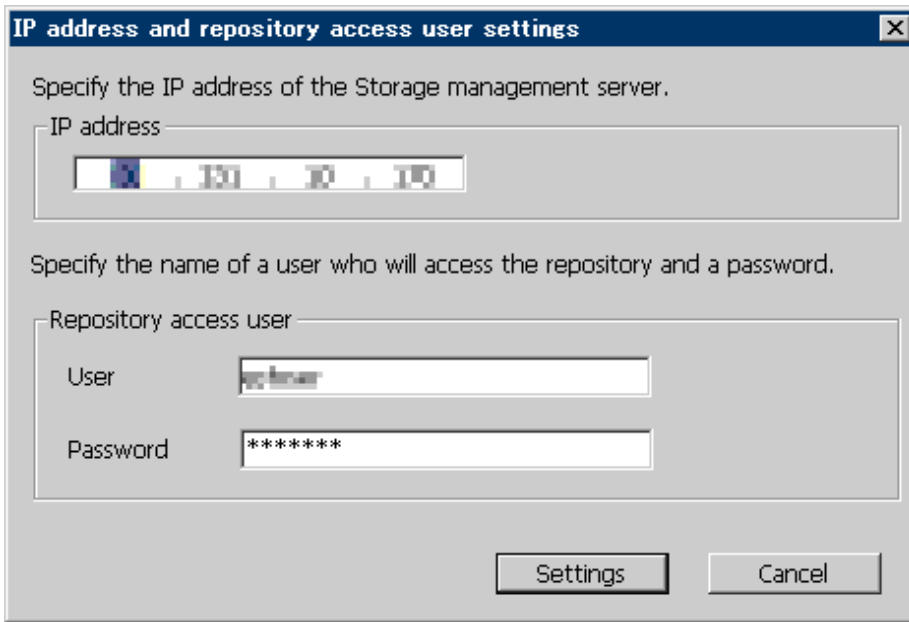 IP address and repository access user settings
Specify the IP address of the Storage management server.
IP address
Specify the name of a user who will access the repository and a password.
Repository access user
User
Password *******
Settings Cancel